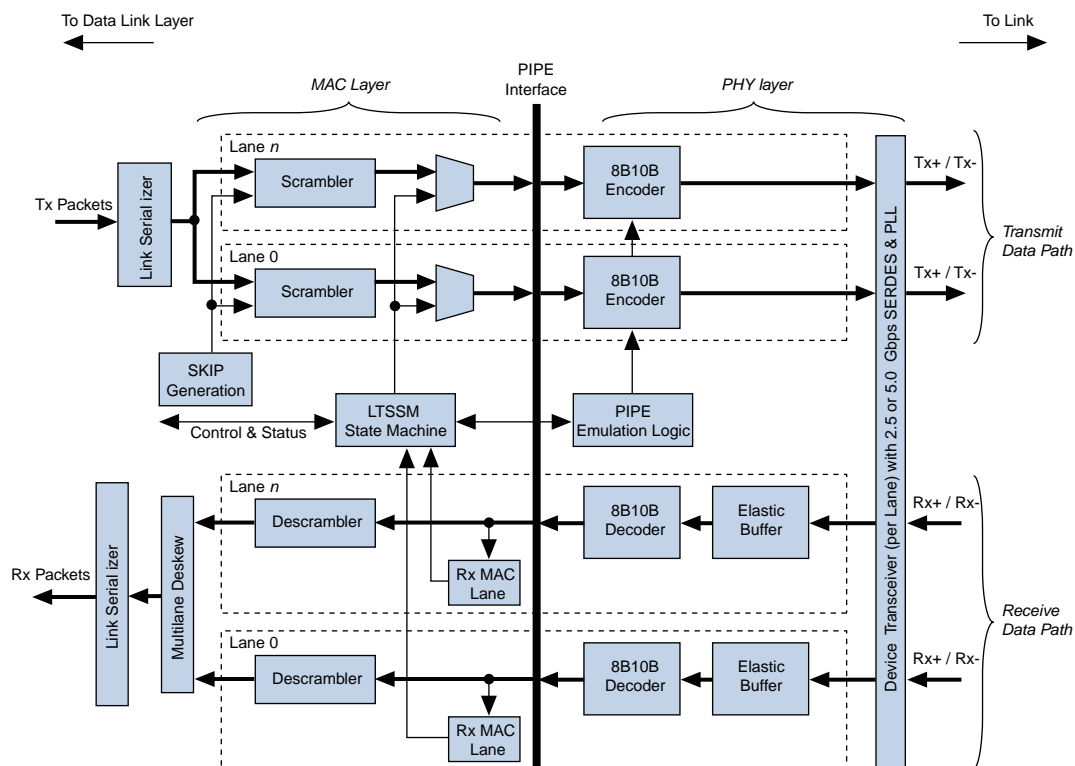 To Data Link Layer
To Link
MAC Layer
PIPE
Interface
PHY layer
Lane n
Scrambler
8B10B
Encoder
Tx+ / Tx-
Tx Packets
Link Serial izer
Lane 0
Scrambler
8B10B
Encoder
Tx+ / Tx-
Transmit
Data Path
SKIP
Generation
Control & Status
LTSSM
State Machine
PIPE
Emulation Logic
Device Transceiver (per Lane) with 2.5 or 5.0 Gbps SERDES & PLL
Lane n
Descrambler
8B10B
Decoder
Elastic
Buffer
Rx+ / Rx-
Rx MAC
Lane
Rx Packets
Link Serial izer
Multilane Deskew
Receive
Data Path
Lane 0
Descrambler
8B10B
Decoder
Elastic
Buffer
Rx+ / Rx-
Rx MAC
Lane